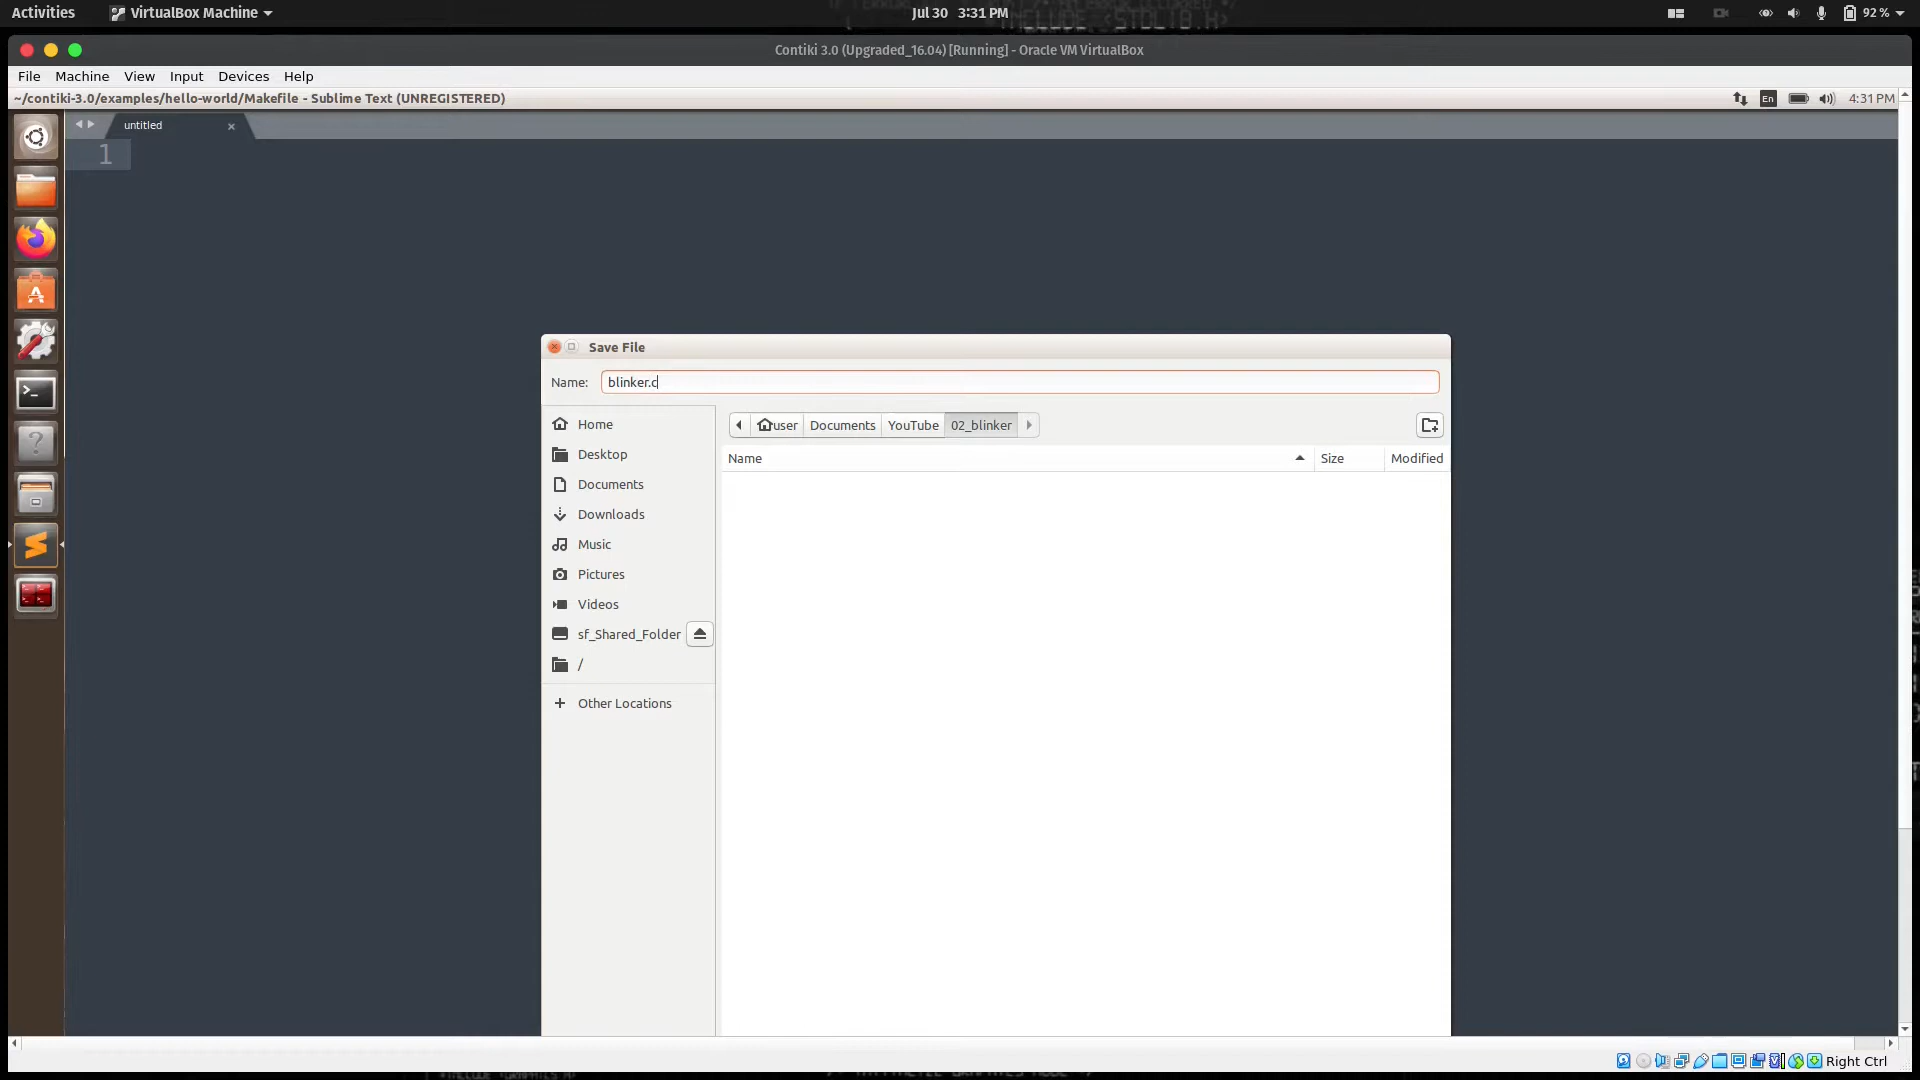 Activities VirtualBox Machine Jul 30 3:31 PM 92 %
Contiki 3.0 (Upgraded_16.04) [Running] - Oracle VM VirtualBox
File Machine View Input Devices Help
~/contiki-3.0/examples/hello-world/Makefile - Sublime Text (UNREGISTERED) En 4:31 PM
untitled
1
Save File
Name: blinker.c
Home
Desktop
Documents
Downloads
Music
Pictures
Videos
sf_Shared_Folder
/
Other Locations
user Documents YouTube 02_blinker
Name Size Modified
Right Ctrl